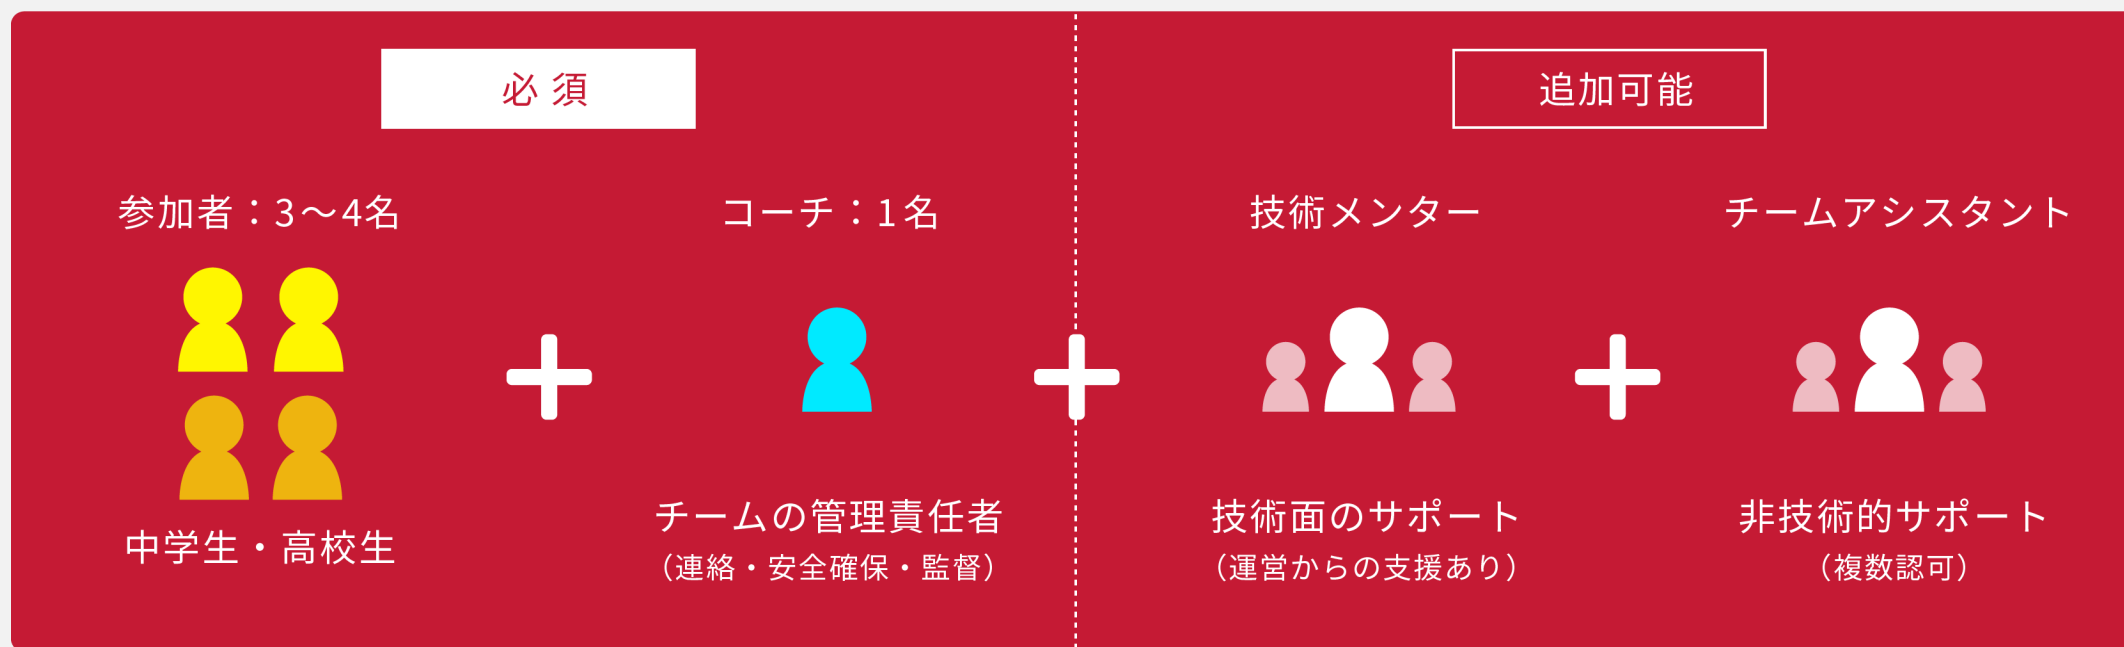 必須
追加可能
参加者：3〜4名
コーチ：1名
技術メンター
チームアシスタント
中学生・高校生
チームの管理責任者
（連絡・安全確保・監督）
技術面のサポート
（運営からの支援あり）
非技術的サポート
（複数認可）